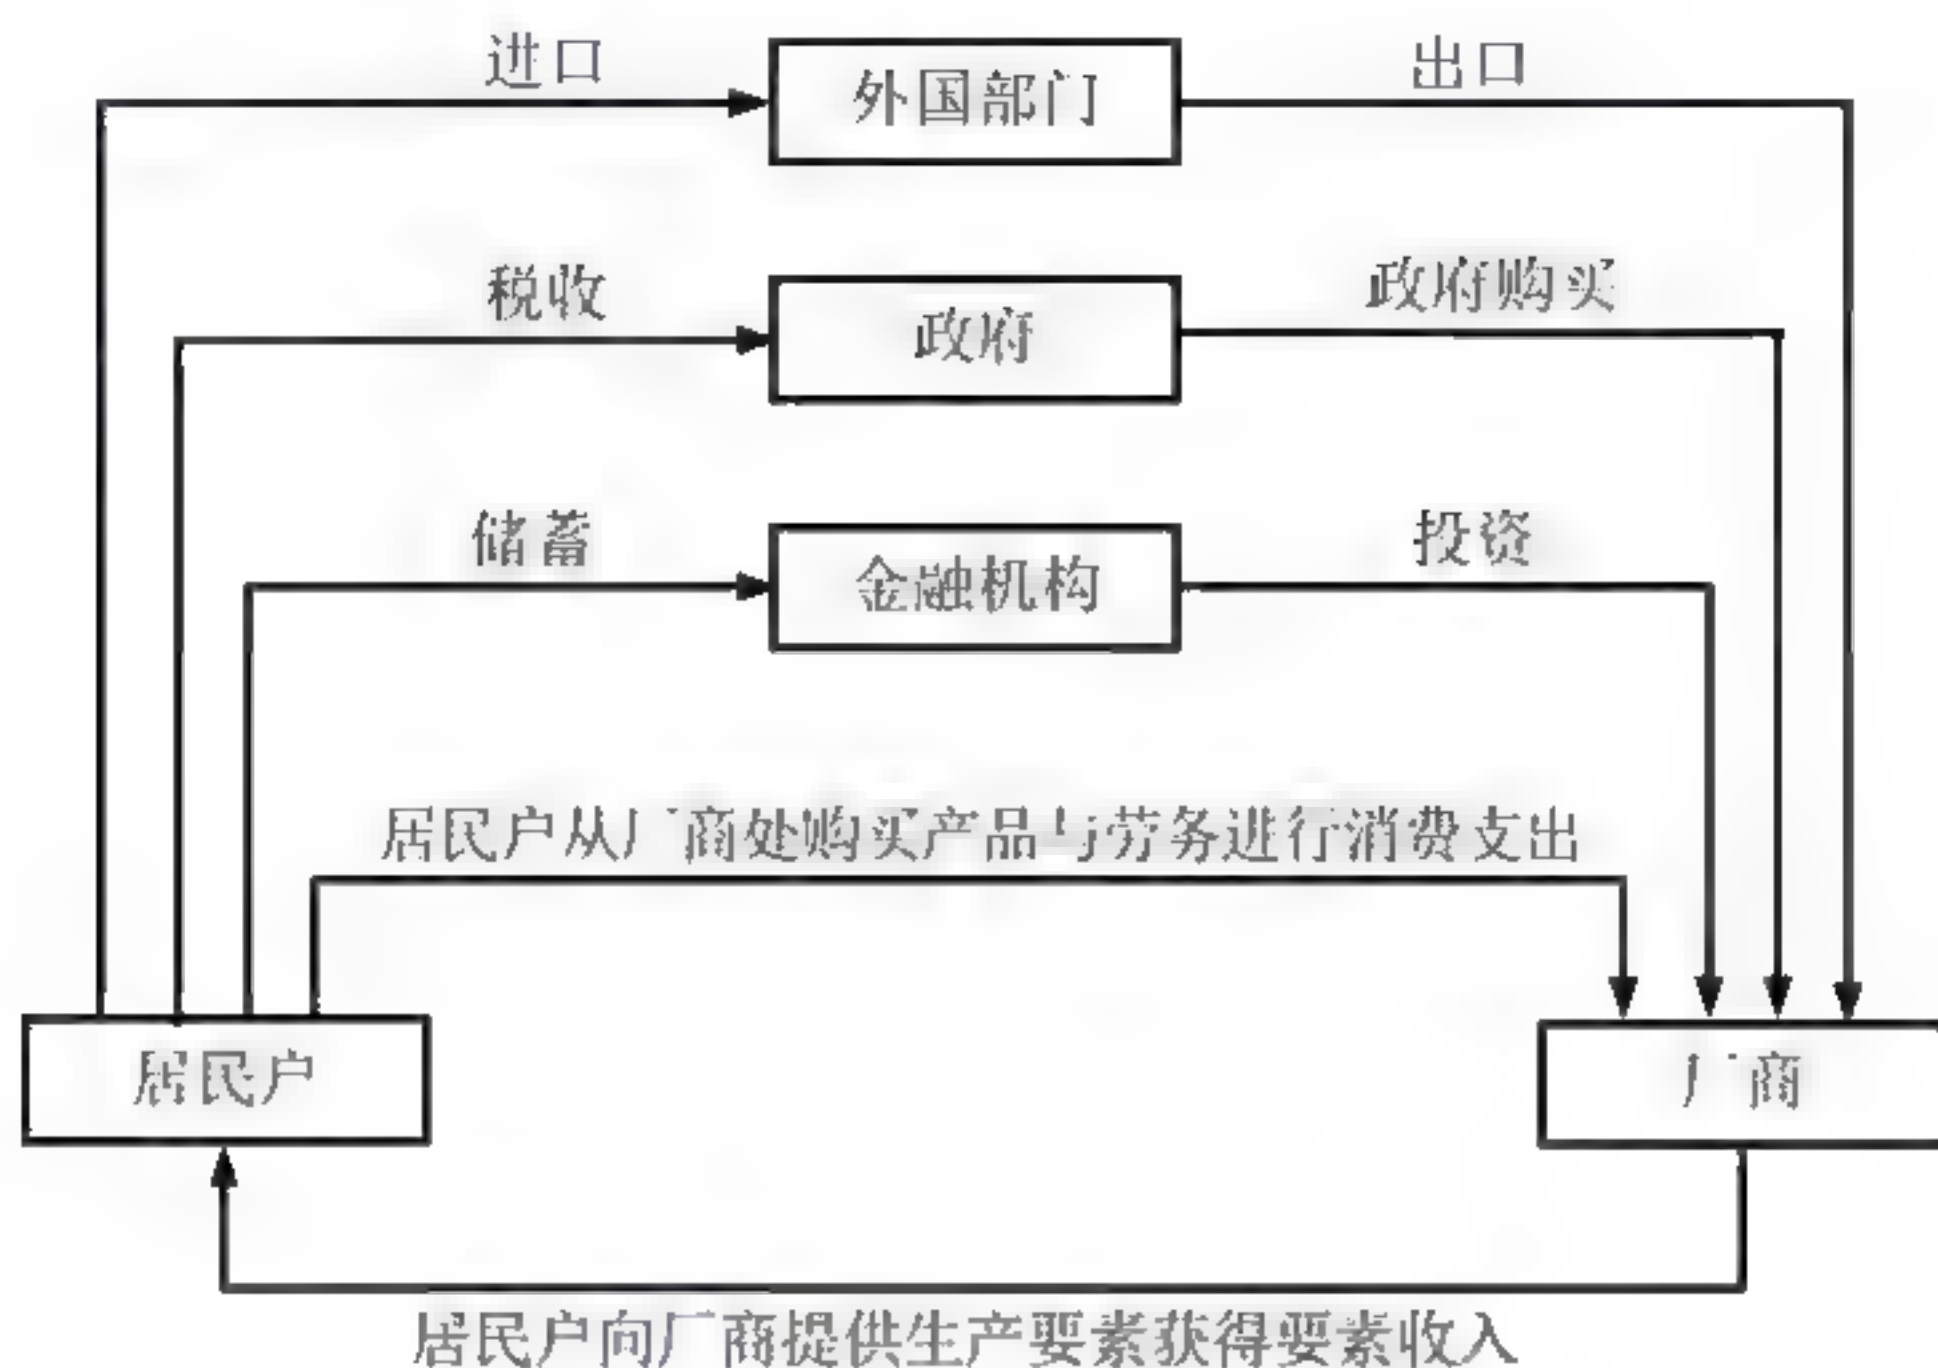 进口
外国部门
出口
税收
政府
政府购买
储蓄
金融机构
投资
居民户从厂商处购买产品与劳务进行消费支出
居民户
厂商
居民户向厂商提供生产要素获得要素收入